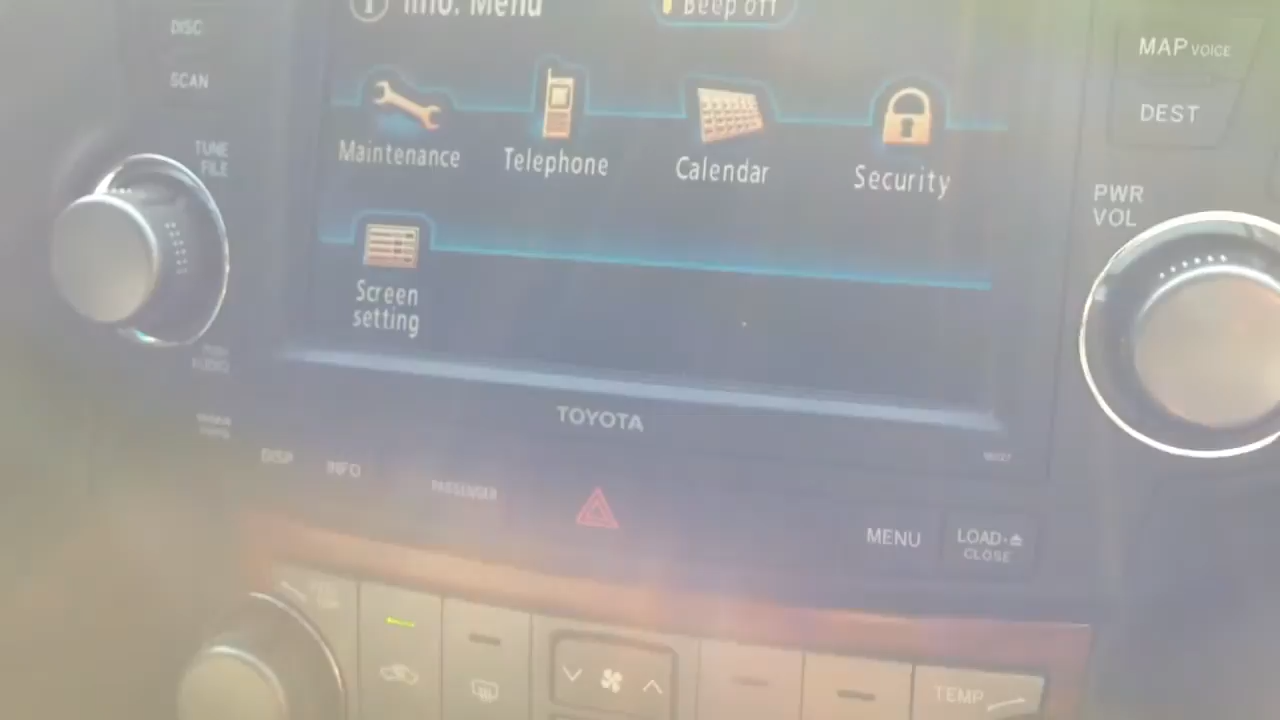 Info. Menu
Beep off
DISC
SCAN
TUNE
FILE
Maintenance
Telephone
Calendar
Security
MAP VOICE
DEST
PWR
VOL
Screen
setting
AUDIO
TOYOTA
DISP
INFO
PASSENGER
MENU
LOAD
CLOSE
TEMP